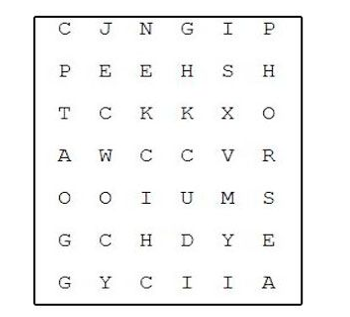 C J N G I P
P E E H S H
T C K K X O
A W C C V R
O O I U M S
G C H D Y E
G Y C I I A